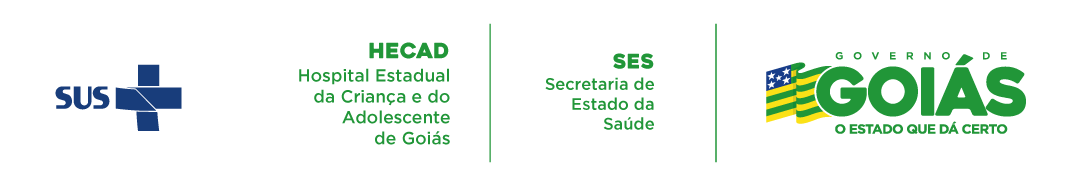 SUS
HECAD
Hospital Estadual
da Criança e do
Adolescente
de Goiás
SES
Secretaria de
Estado da
Saúde
GOVERNO DE
GOIÁS
O ESTADO QUE DÁ CERTO